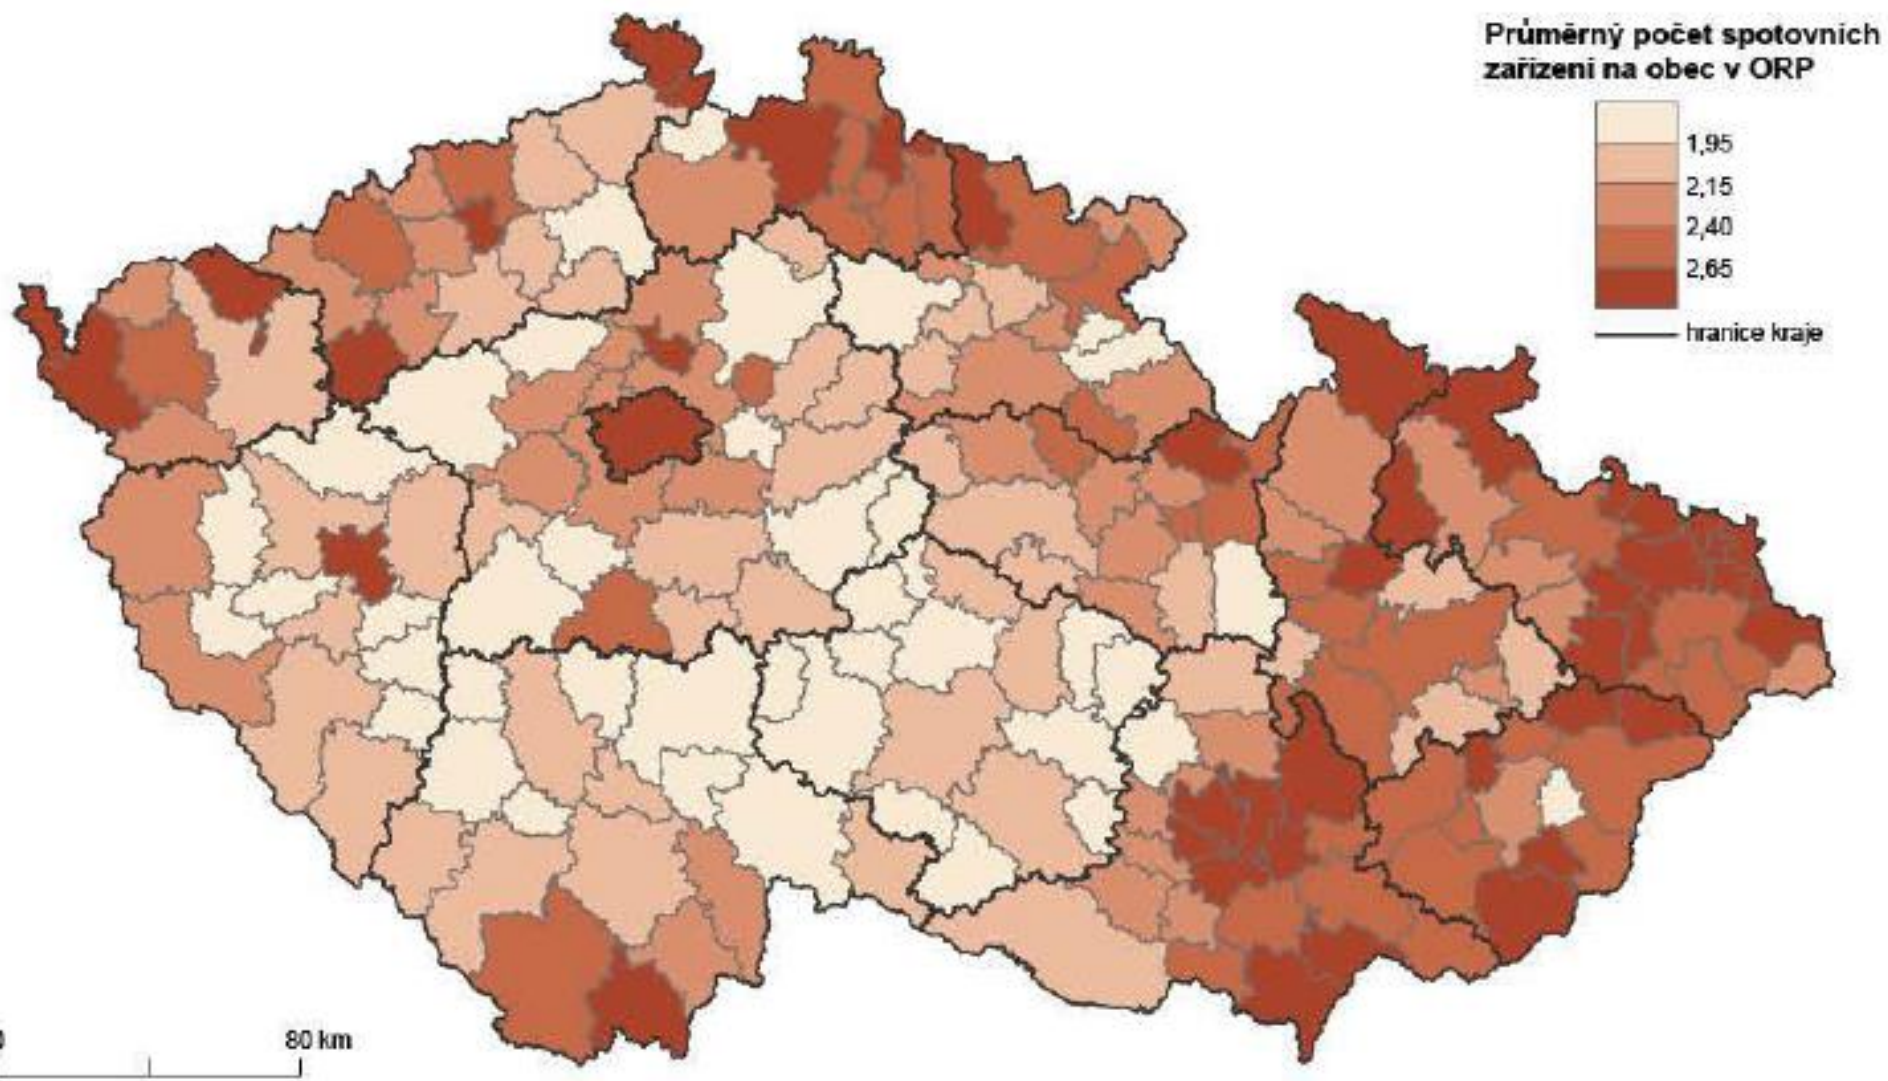 Průměrný počet spotovních
zařízení na obec v ORP
1,95
2,15
2,40
2,65
hranice kraje
0
80 km